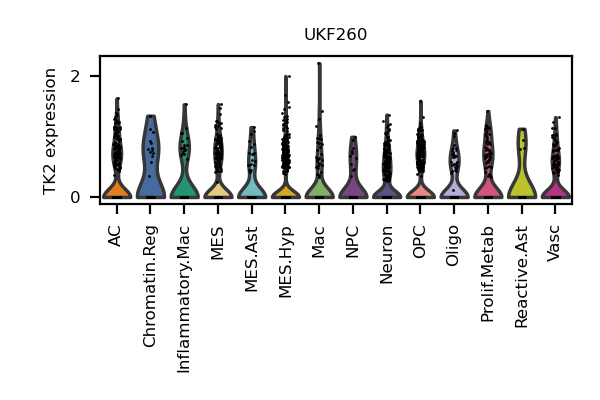 UKF260
TK2 expression
2
0
AC
Chromatin.Reg
Inflammatory.Mac
MES
MES.Ast
MES.Hyp
Mac
NPC
Neuron
OPC
Oligo
Prolif.Metab
Reactive.Ast
Vasc